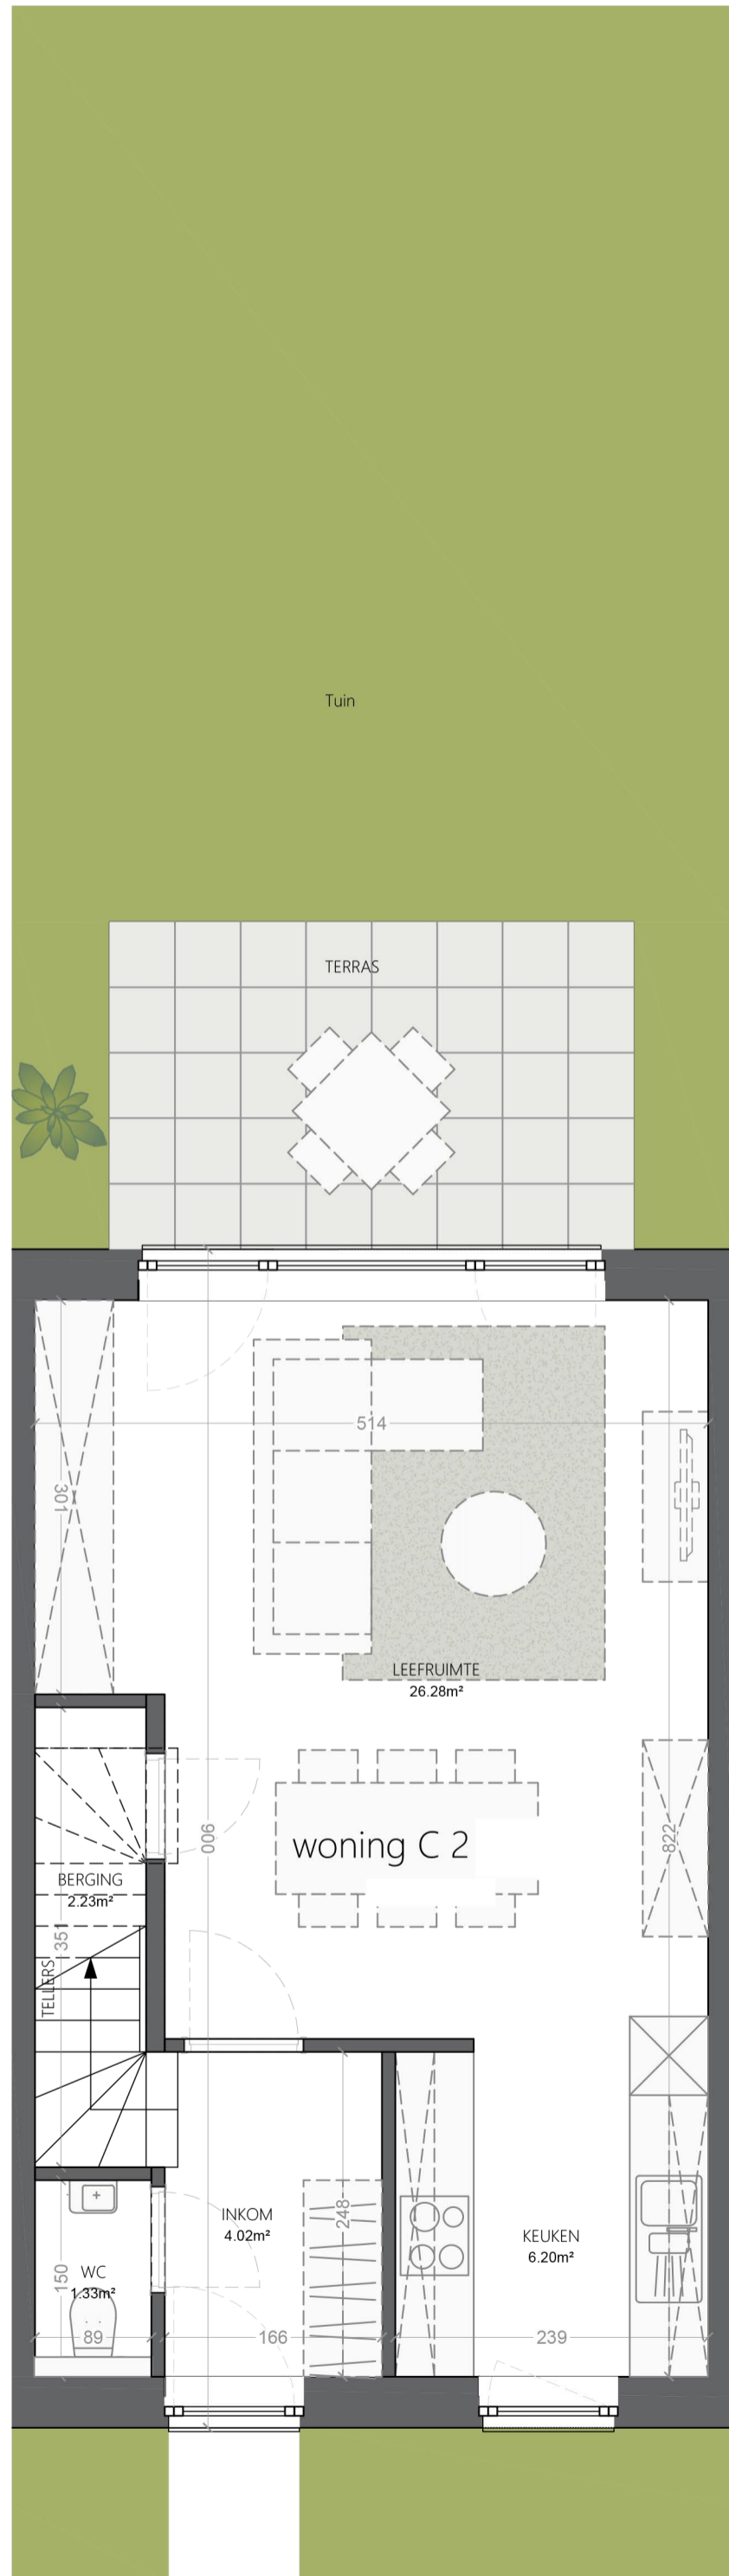 Tuin
TERRAS
514
301
LEEFRUIMTE
26.28m²
woning C 2
900
822
BERGING
2.23m²
351
TELLERS
INKOM
4.02m²
248
KEUKEN
6.20m²
WC
1.33m²
150
89
166
239